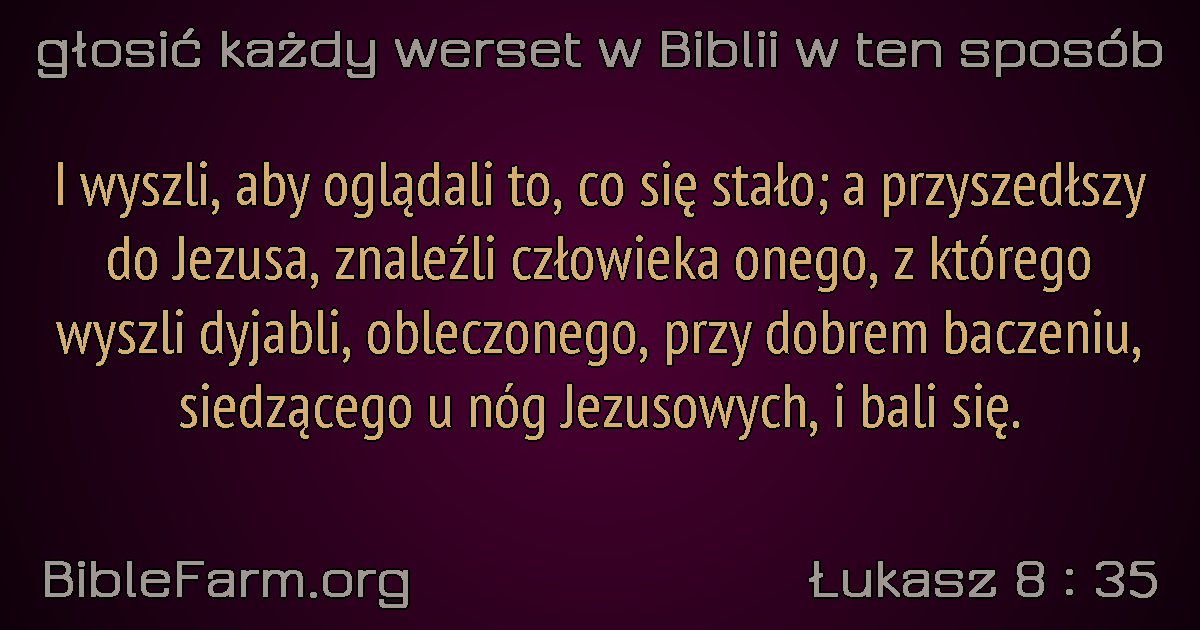 głosić każdy werset w Biblii w ten sposób
I wyszli, aby oglądali to, co się stało; a przyszedłszy
do Jezusa, znaleźli człowieka onego, z którego
wyszli dyjabli, obleczonego, przy dobrem baczeniu,
siedzącego u nóg Jezusowych, i bali się.
BibleFarm.org
Łukasz 8 : 35